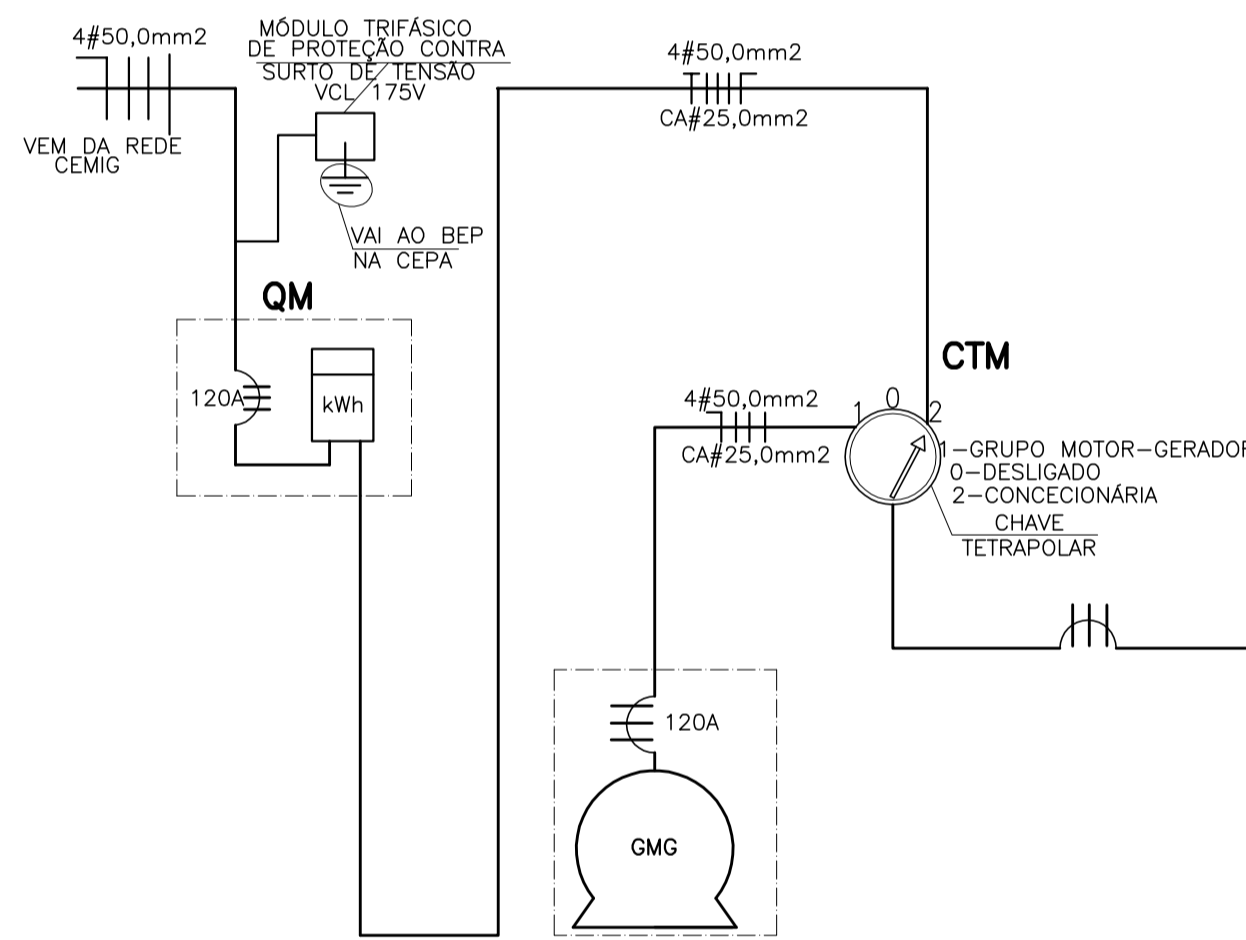 4#50,0mm2
VEM DA REDE
CEMIG
MÓDULO TRIFÁSICO
DE PROTEÇÃO CONTRA
SURTO DE TENSÃO
VCL 175V
VAI AO BEP
NA CEPA
QM
120A
kWh
4#50,0mm2
CA#25,0mm2
CTM
4#50,0mm2
CA#25,0mm2
1 0 2
1-GRUPO MOTOR-GERADOR
0-DESLIGADO
2-CONCECIONÁRIA
CHAVE
TETRAPOLAR
120A
GMG